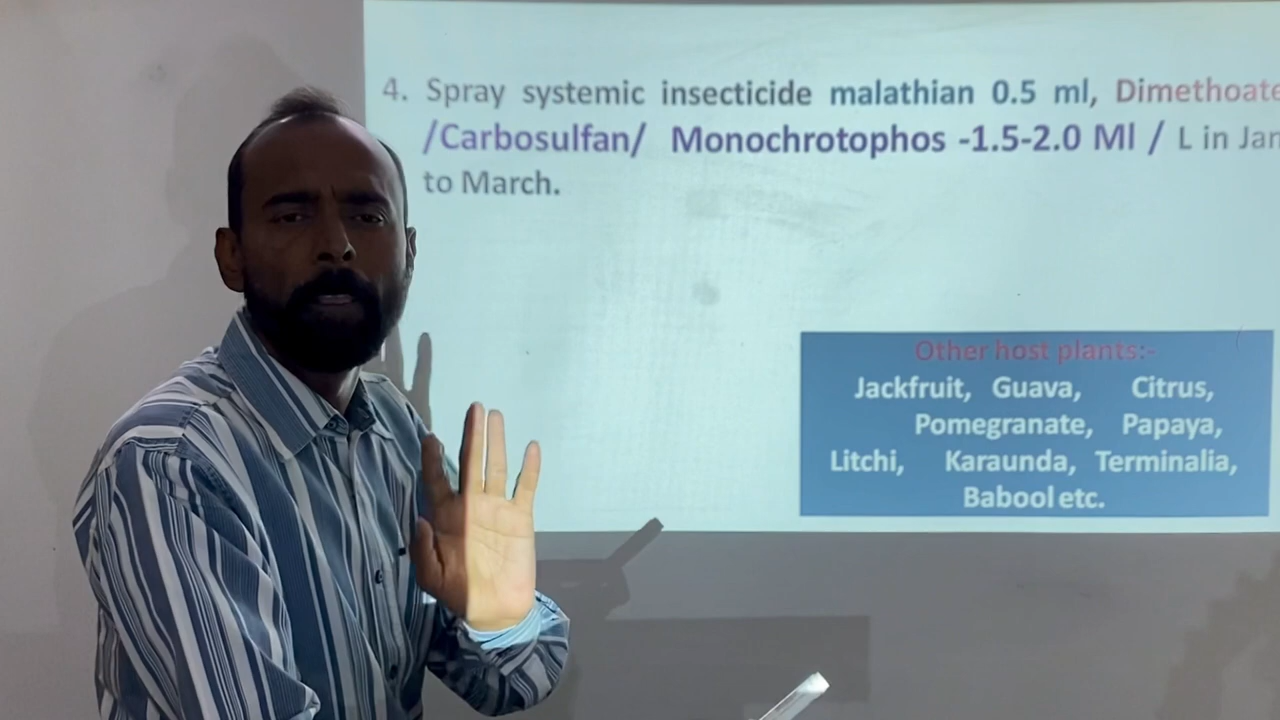 4. Spray systemic insecticide malathian 0.5 ml, Dimethoate
/Carbosulfan/ Monochrotophos -1.5-2.0 Ml / L in Jan
to March.
Other host plants:-
Jackfruit, Guava, Citrus,
Pomegranate, Papaya,
Litchi, Karaunda, Terminalia,
Babool etc.